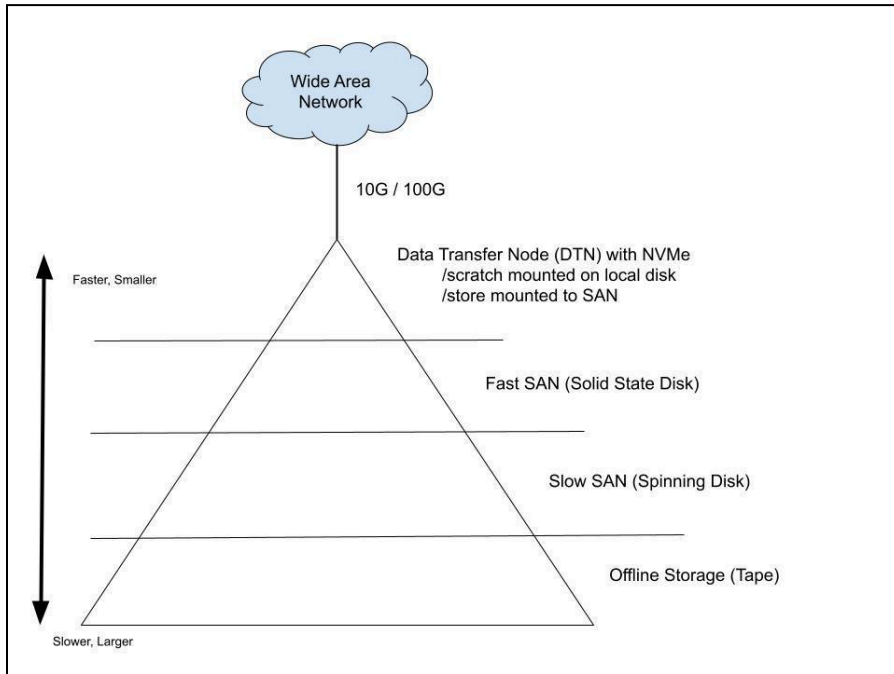 Wide Area
Network
10G / 100G
Data Transfer Node (DTN) with NVMe
/scratch mounted on local disk
/store mounted to SAN
Faster, Smaller
Fast SAN (Solid State Disk)
Slow SAN (Spinning Disk)
Offline Storage (Tape)
Slower, Larger